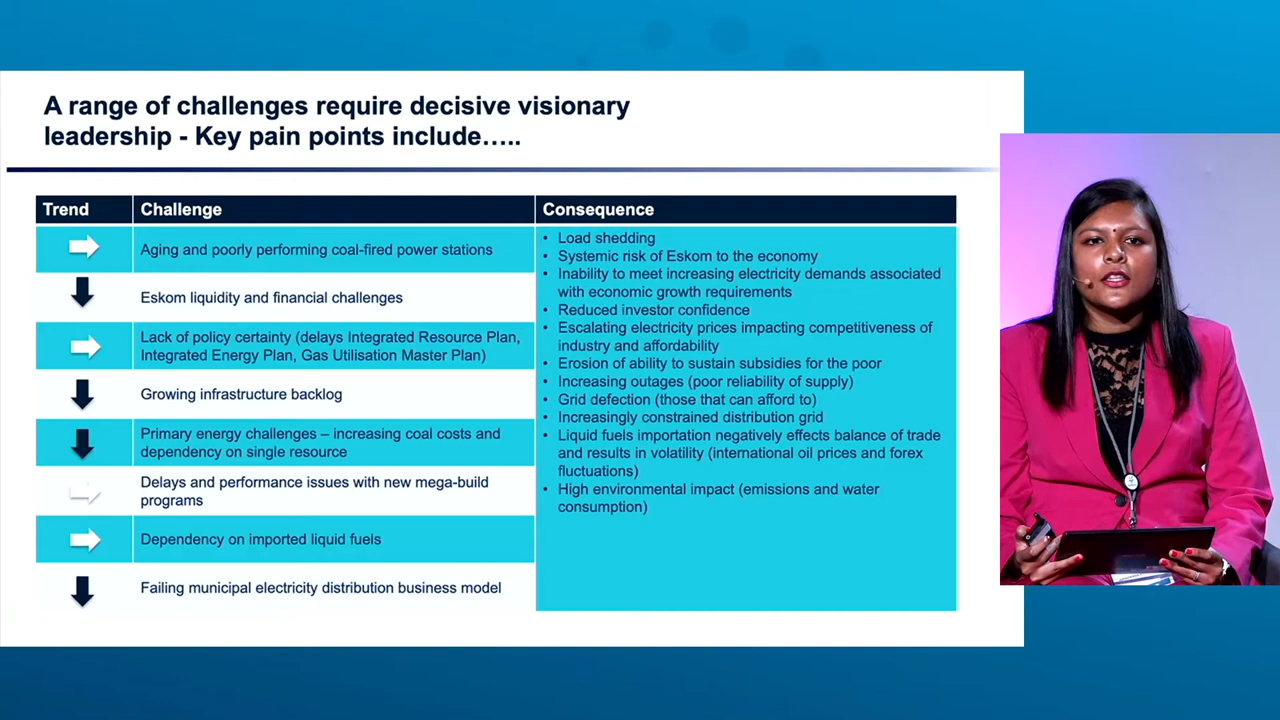 A range of challenges require decisive visionary
leadership - Key pain points include…..
Trend
Challenge
Consequence
Aging and poorly performing coal-fired power stations
Eskom liquidity and financial challenges
Lack of policy certainty (delays Integrated Resource Plan,
Integrated Energy Plan, Gas Utilisation Master Plan)
Growing infrastructure backlog
Primary energy challenges – increasing coal costs and
dependency on single resource
Delays and performance issues with new mega-build
programs
Dependency on imported liquid fuels
Failing municipal electricity distribution business model
• Load shedding
• Systemic risk of Eskom to the economy
• Inability to meet increasing electricity demands associated
with economic growth requirements
• Reduced investor confidence
• Escalating electricity prices impacting competitiveness of
industry and affordability
• Erosion of ability to sustain subsidies for the poor
• Increasing outages (poor reliability of supply)
• Grid defection (those that can afford to)
• Increasingly constrained distribution grid
• Liquid fuels importation negatively effects balance of trade
and results in volatility (international oil prices and forex
fluctuations)
• High environmental impact (emissions and water
consumption)